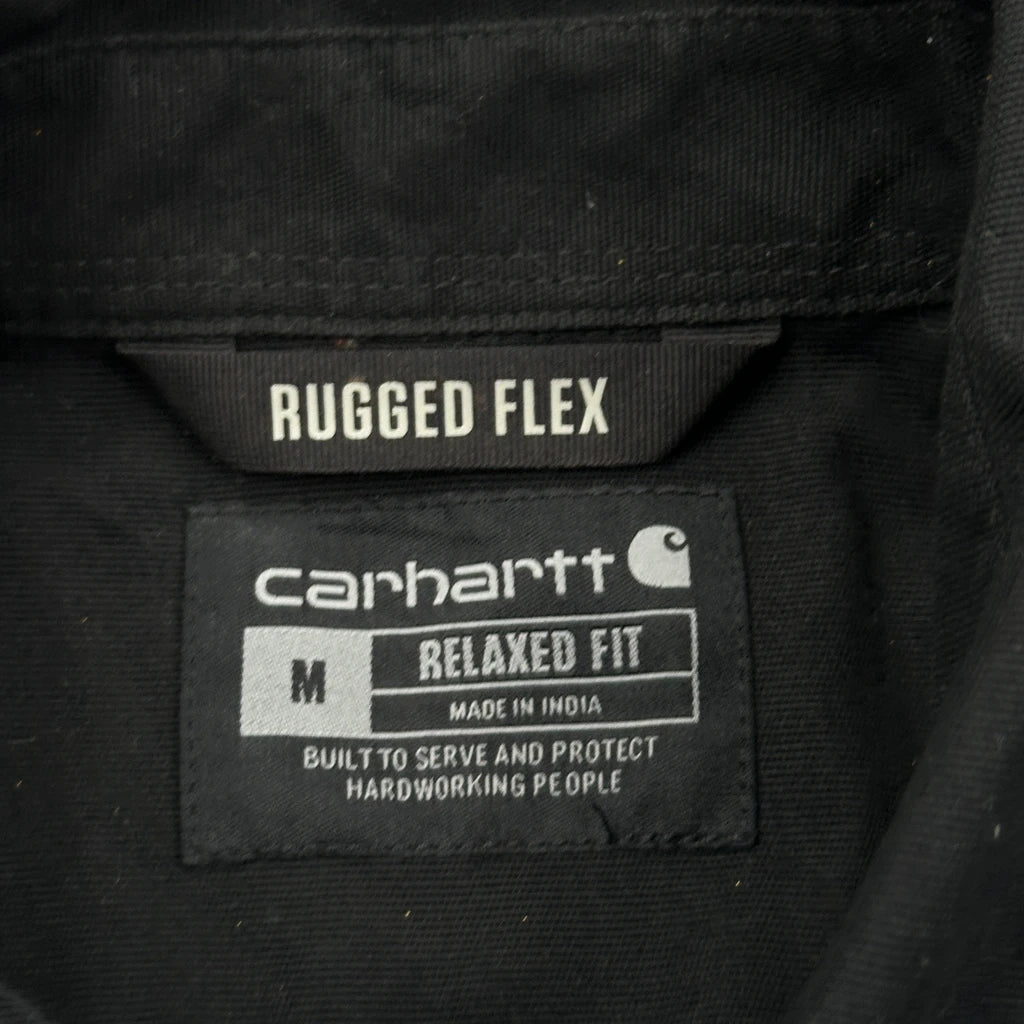 RUGGED FLEX
carhartt
M
RELAXED FIT
MADE IN INDIA
BUILT TO SERVE AND PROTECT
HARDWORKING PEOPLE